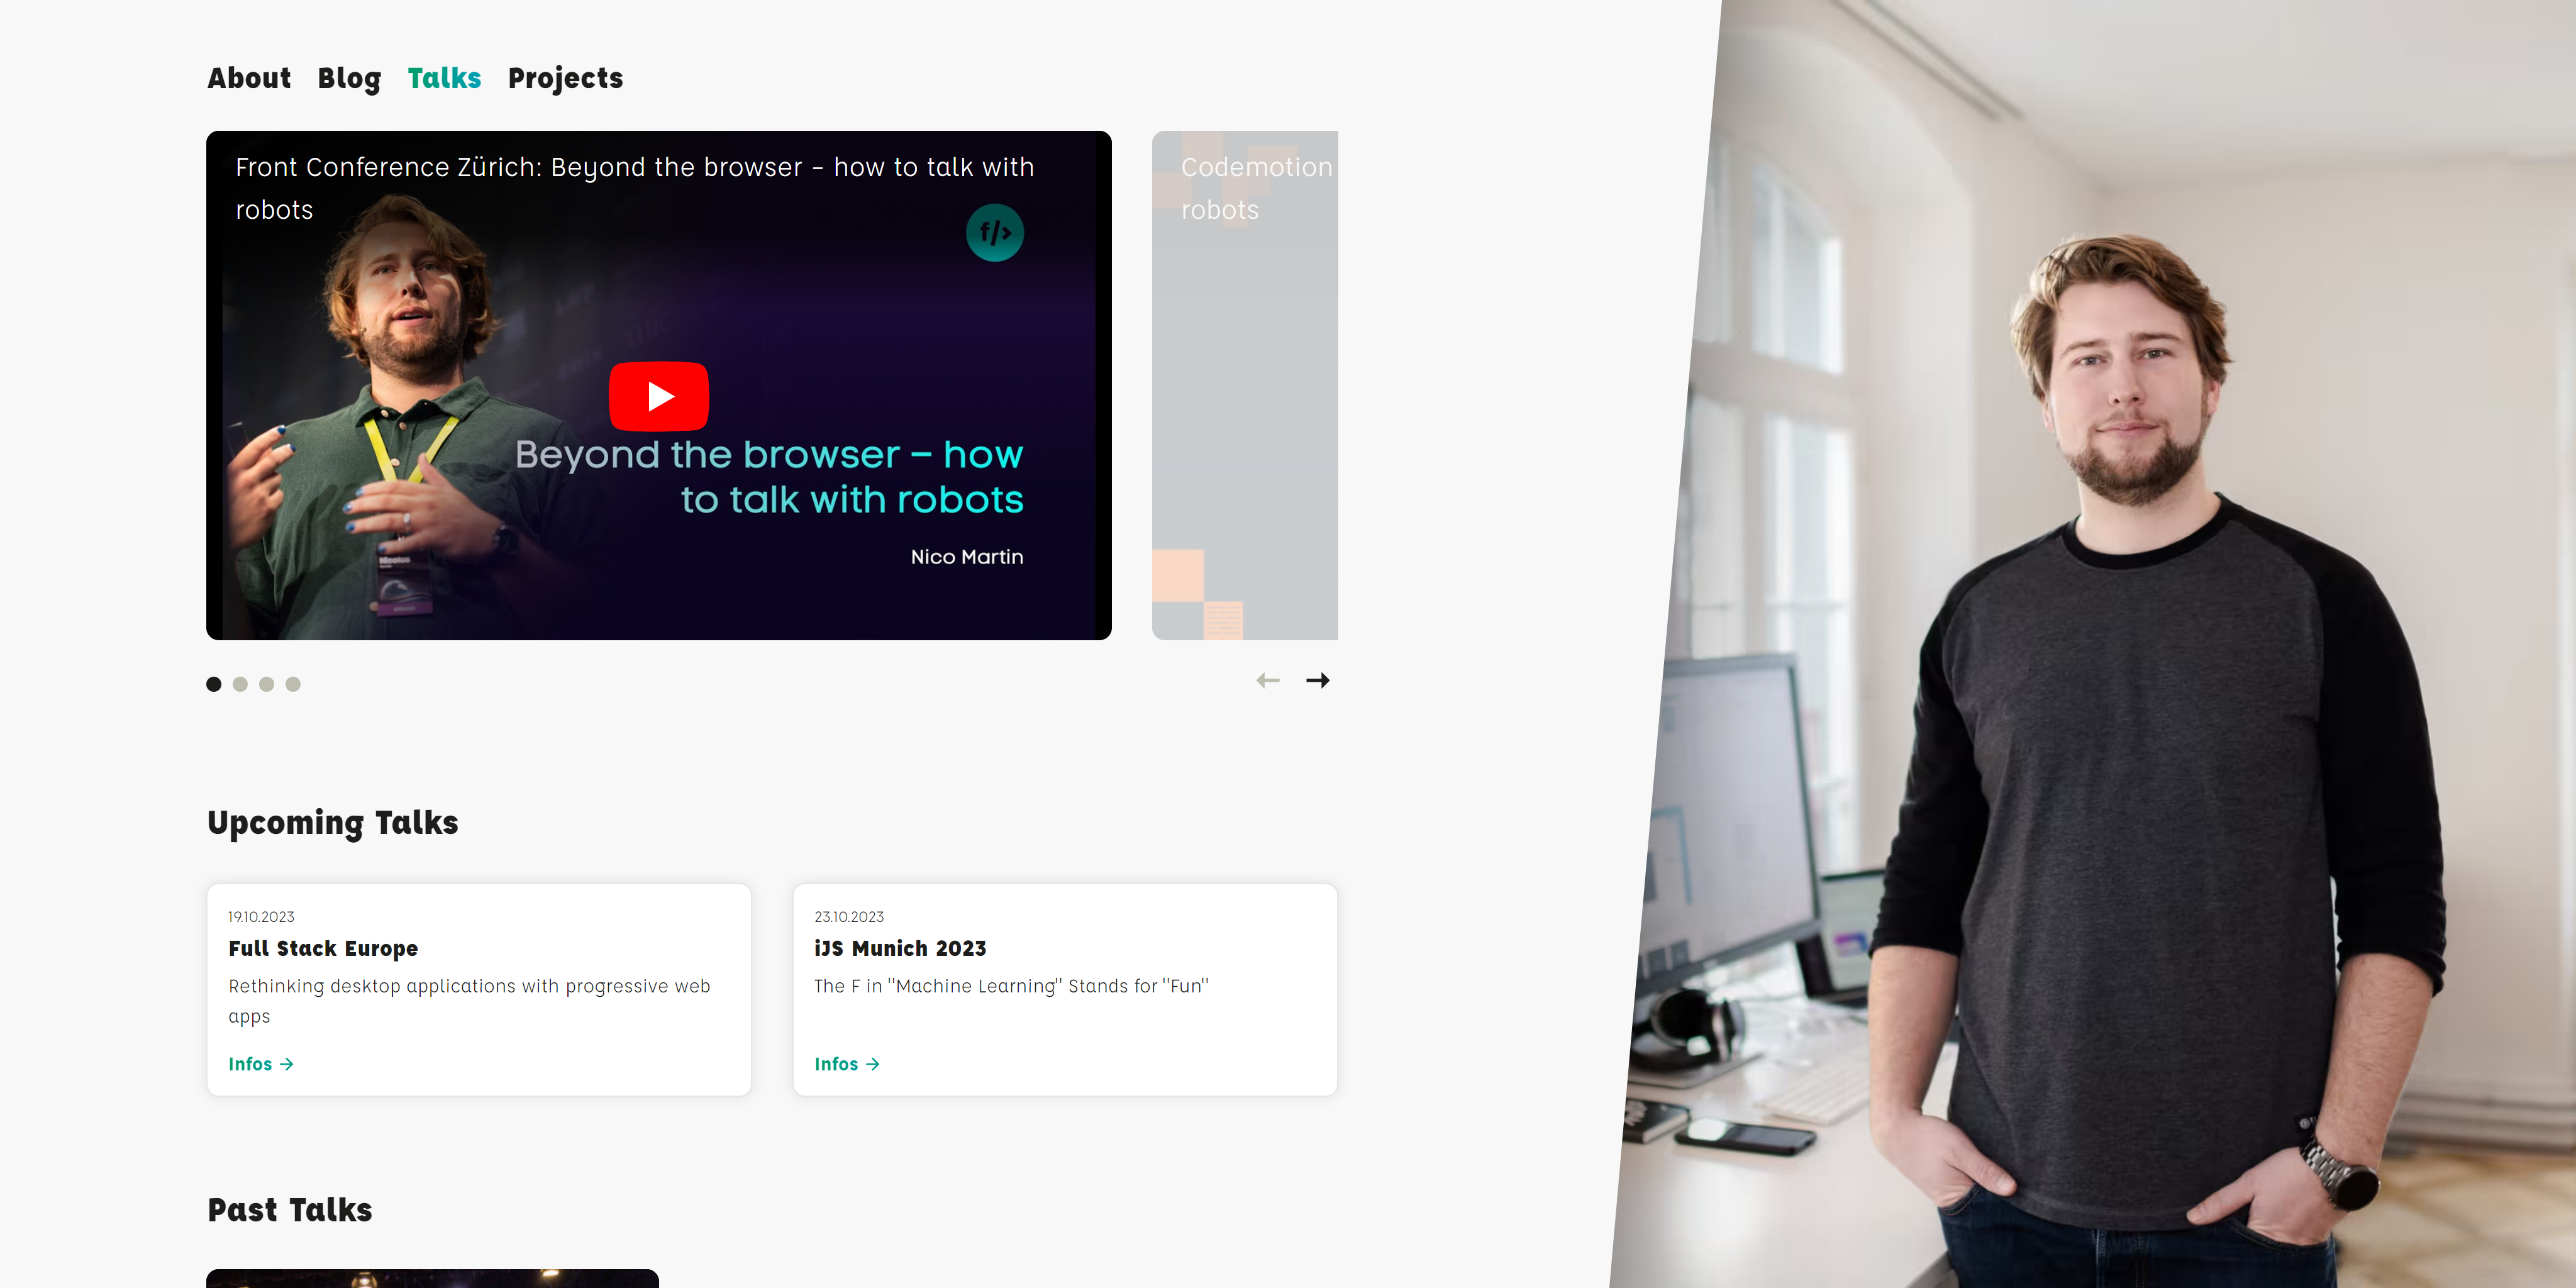 About Blog Talks Projects
Front Conference Zürich: Beyond the browser – how to talk with
robots
f/>
Beyond the browser – how
to talk with robots
Nico Martin
Codemotion
robots
Upcoming Talks
19.10.2023
Full Stack Europe
Rethinking desktop applications with progressive web
apps
Infos →
23.10.2023
iJS Munich 2023
The F in "Machine Learning" Stands for "Fun"
Infos →
Past Talks